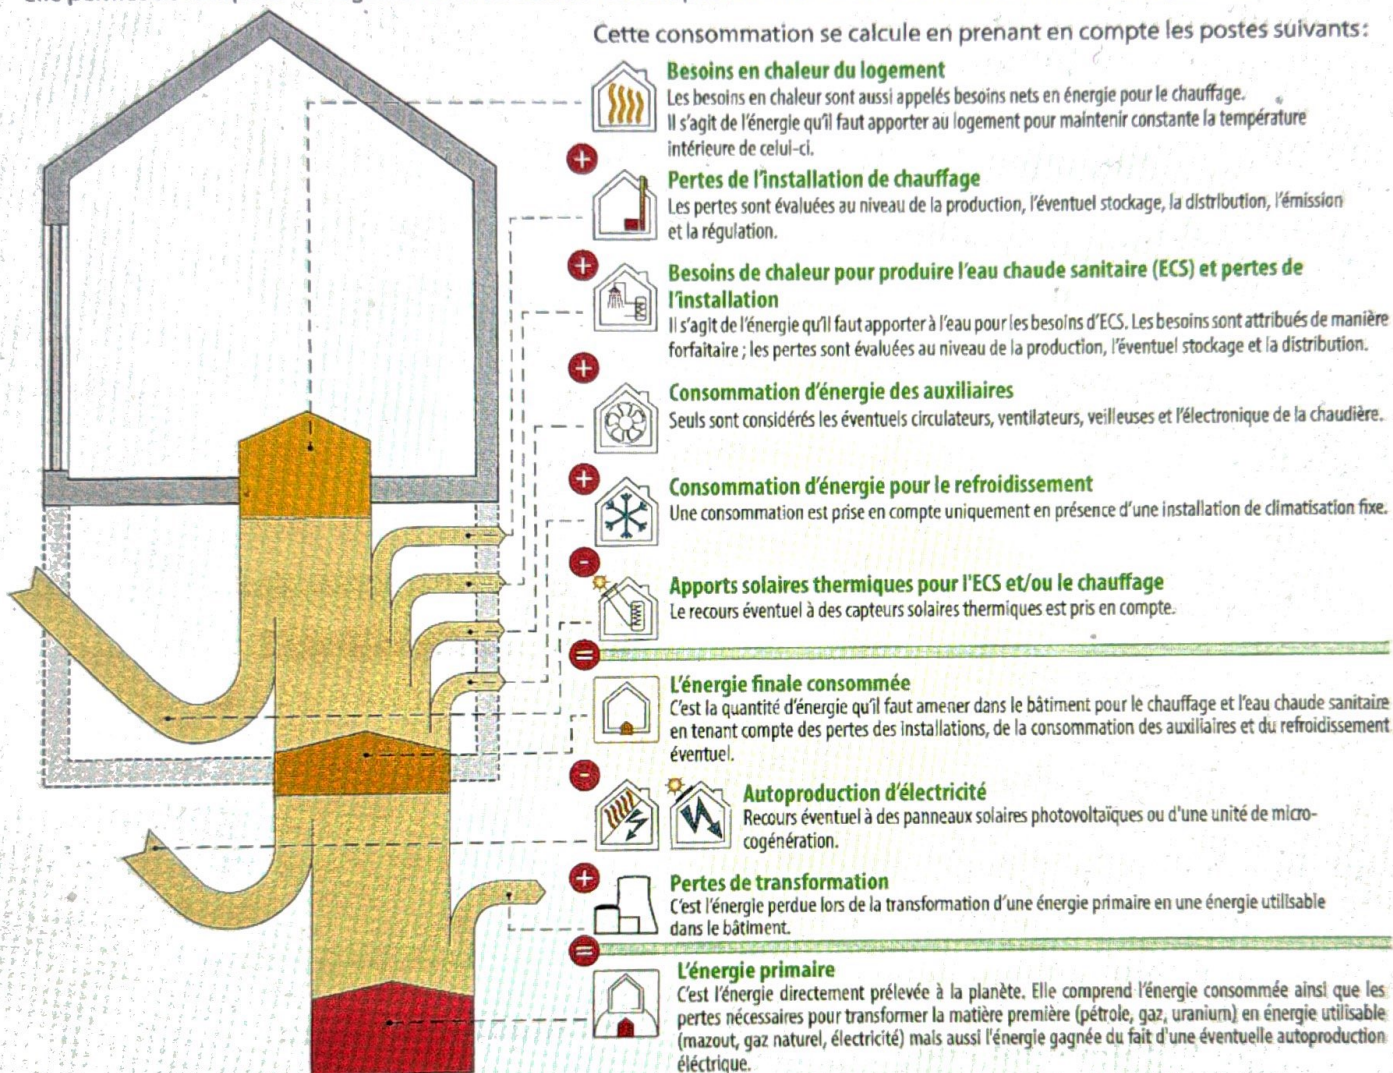 Cette consommation se calcule en prenant en compte les postes suivants:
Besoins en chaleur du logement
Les besoins en chaleur sont aussi appelés besoins nets en énergie pour le chauffage.
Il s'agit de l'énergie qu'il faut apporter au logement pour maintenir constante la température
intérieure de celui-ci.
+
Pertes de l'installation de chauffage
Les pertes sont évaluées au niveau de la production, l'éventuel stockage, la distribution, l'émission
et la régulation.
+
Besoins de chaleur pour produire l'eau chaude sanitaire (ECS) et pertes de
l'installation
Il s'agit de l'énergie qu'il faut apporter à l'eau pour les besoins d'ECS. Les besoins sont attribués de manière
forfaitaire ; les pertes sont évaluées au niveau de la production, l'éventuel stockage et la distribution.
+
Consommation d'énergie des auxiliaires
Seuls sont considérés les éventuels circulateurs, ventilateurs, veilleuses et l'électronique de la chaudière.
+
Consommation d'énergie pour le refroidissement
Une consommation est prise en compte uniquement en présence d'une installation de climatisation fixe.
-
Apports solaires thermiques pour l'ECS et/ou le chauffage
Le recours éventuel à des capteurs solaires thermiques est pris en compte.
=
L'énergie finale consommée
C'est la quantité d'énergie qu'il faut amener dans le bâtiment pour le chauffage et l'eau chaude sanitaire
en tenant compte des pertes des installations, de la consommation des auxiliaires et du refroidissement
éventuel.
-
Autoproduction d'électricité
Recours éventuel à des panneaux solaires photovoltaïques ou d'une unité de micro-
cogénération.
+
Pertes de transformation
C'est l'énergie perdue lors de la transformation d'une énergie primaire en une énergie utilisable
dans le bâtiment.
=
L'énergie primaire
C'est l'énergie directement prélevée à la planète. Elle comprend l'énergie consommée ainsi que les
pertes nécessaires pour transformer la matière première (pétrole, gaz, uranium) en énergie utilisable
(mazout, gaz naturel, électricité) mais aussi l'énergie gagnée du fait d'une éventuelle autoproduction
éléctrique.